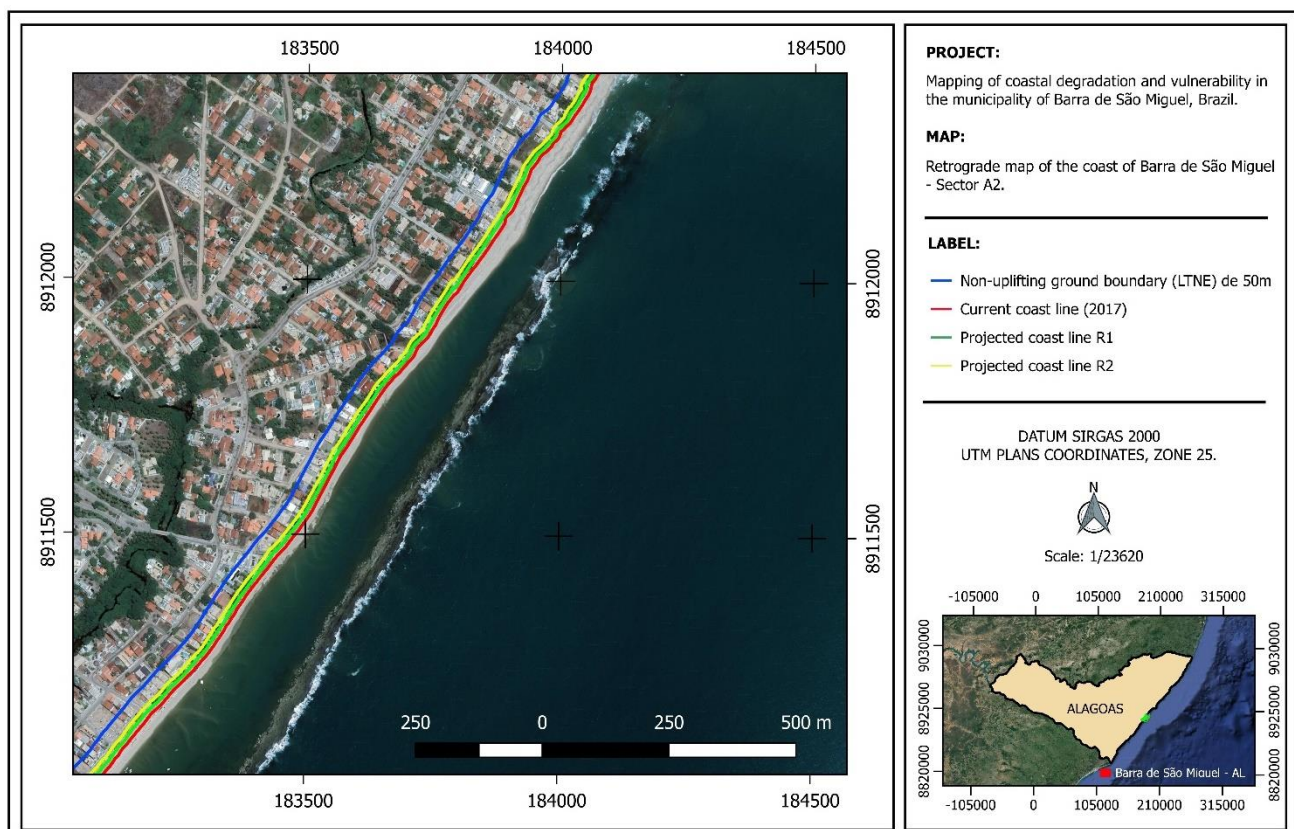 183500 184000 184500
8912000 8912000
8911500 8911500
250 0 250 500 m
183500 184000 184500
PROJECT:
Mapping of coastal degradation and vulnerability in
the municipality of Barra de São Miguel, Brazil.
MAP:
Retrograde map of the coast of Barra de São Miguel
- Sector A2.
LABEL:
Non-uplifting ground boundary (LTNE) de 50m
Current coast line (2017)
Projected coast line R1
Projected coast line R2
DATUM SIRGAS 2000
UTM PLANS COORDINATES, ZONE 25.
N
Scale: 1/23620
-105000 0 105000 210000 315000
9030000 9030000
ALAGOAS
8925000 8925000
8820000 8820000
Barra de São Miguel - AL
-105000 0 105000 210000 315000